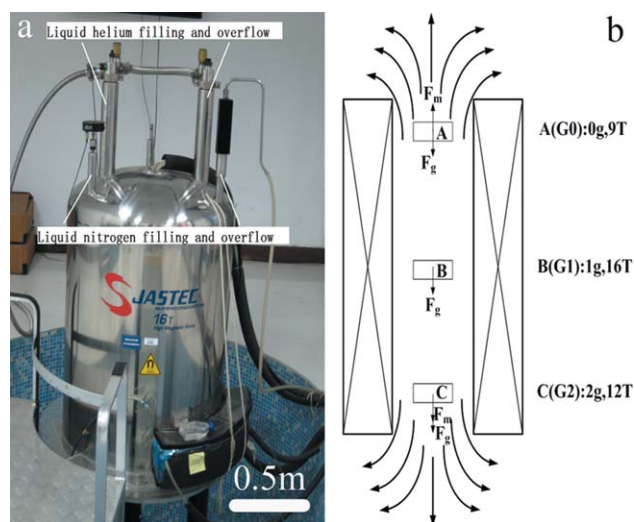 a
Liquid helium filling and overflow
Liquid nitrogen filling and overflow
JASTEC
16T
0.5m
b
Fm
A
Fg
A(G0):0g,9T
B
Fg
B(G1):1g,16T
C
Fm
Fg
C(G2):2g,12T